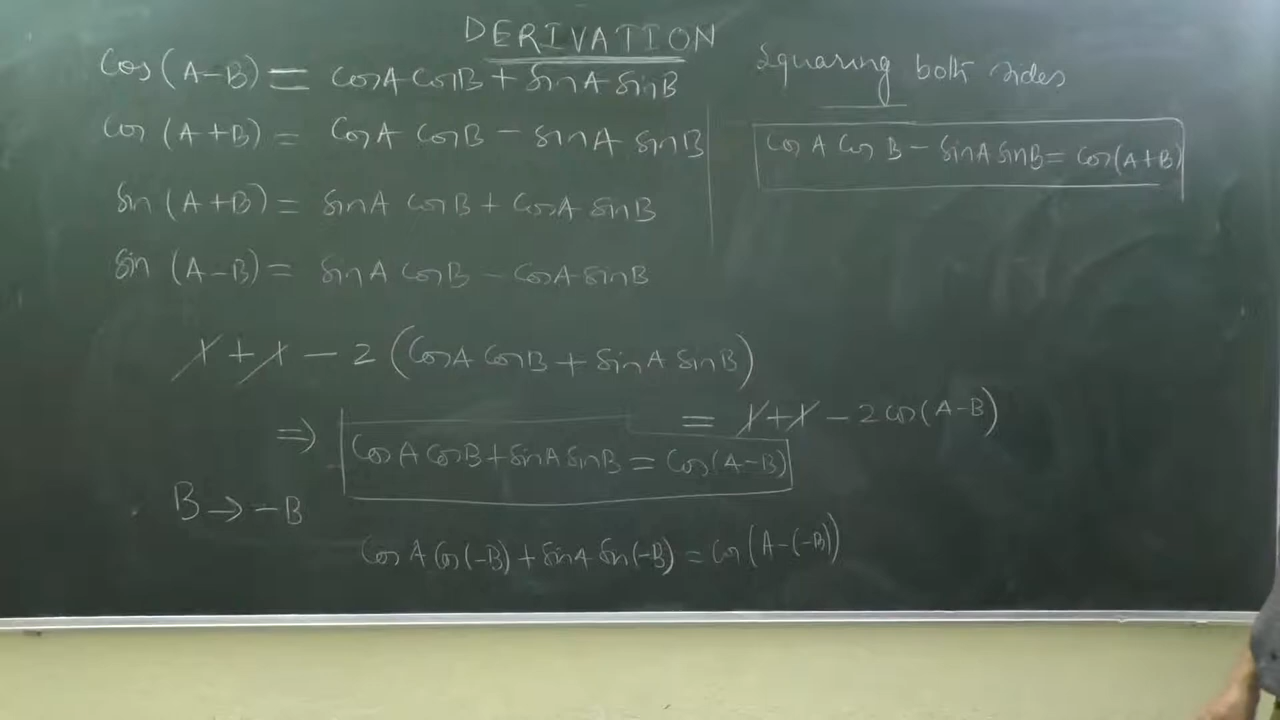 DERIVATION
Cos(A-B) = CosA CosB + SinA SinB
Cos (A+B) = CosA CosB - SinA SinB
Sin (A+B) = SinA CosB + CosA SinB
Sin (A-B) = SinA CosB - CosA SinB
Squaring both sides
Cos A Cos B - SinA SinB = Cos(A+B)
1 + 1 - 2 (CosA CosB + SinA SinB)
= 1 + 1 - 2 cos(A-B)
⇒ Cos A CosB + SinA SinB = Cos(A-B)
B → -B
Cos A Cos(-B) + SinA Sin(-B) = Cos (A-(-B))